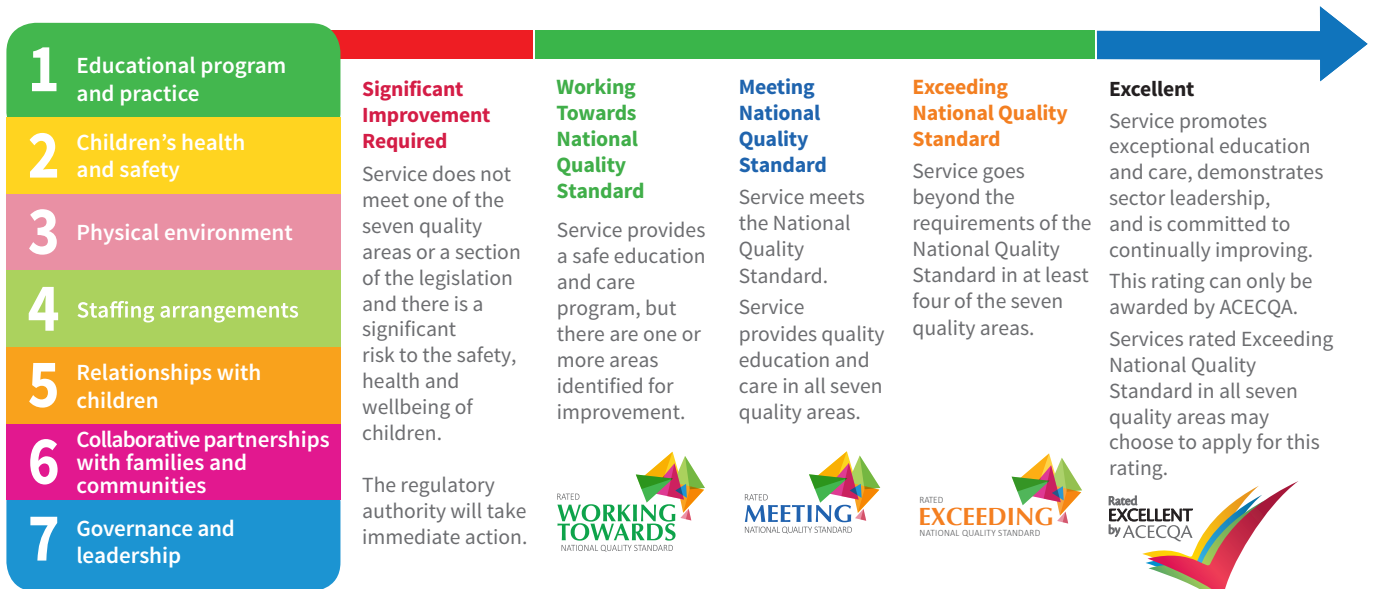 1
Educational program
and practice
2
Children's health
and safety
3
Physical environment
4
Staffing arrangements
5
Relationships with
children
6
Collaborative partnerships
with families and
communities
7
Governance and
leadership
Significant
Improvement
Required
Service does not
meet one of the
seven quality
areas or a section
of the legislation
and there is a
significant
risk to the safety,
health and
wellbeing of
children.
The regulatory
authority will take
immediate action.
Working
Towards
National
Quality
Standard
Service provides
a safe education
and care
program, but
there are one or
more areas
identified for
improvement.
RATED
WORKING
TOWARDS
NATIONAL QUALITY STANDARD
Meeting
National
Quality
Standard
Service meets
the National
Quality
Standard.
Service
provides quality
education and
care in all seven
quality areas.
RATED
MEETING
NATIONAL QUALITY STANDARD
Exceeding
National Quality
Standard
Service goes
beyond the
requirements of the
National Quality
Standard in at least
four of the seven
quality areas.
RATED
EXCEEDING
NATIONAL QUALITY STANDARD
Excellent
Service promotes
exceptional education
and care, demonstrates
sector leadership,
and is committed to
continually improving.
This rating can only be
awarded by ACECQA.
Services rated Exceeding
National Quality
Standard in all seven
quality areas may
choose to apply for this
rating.
Rated
EXCELLENT
by ACECQA